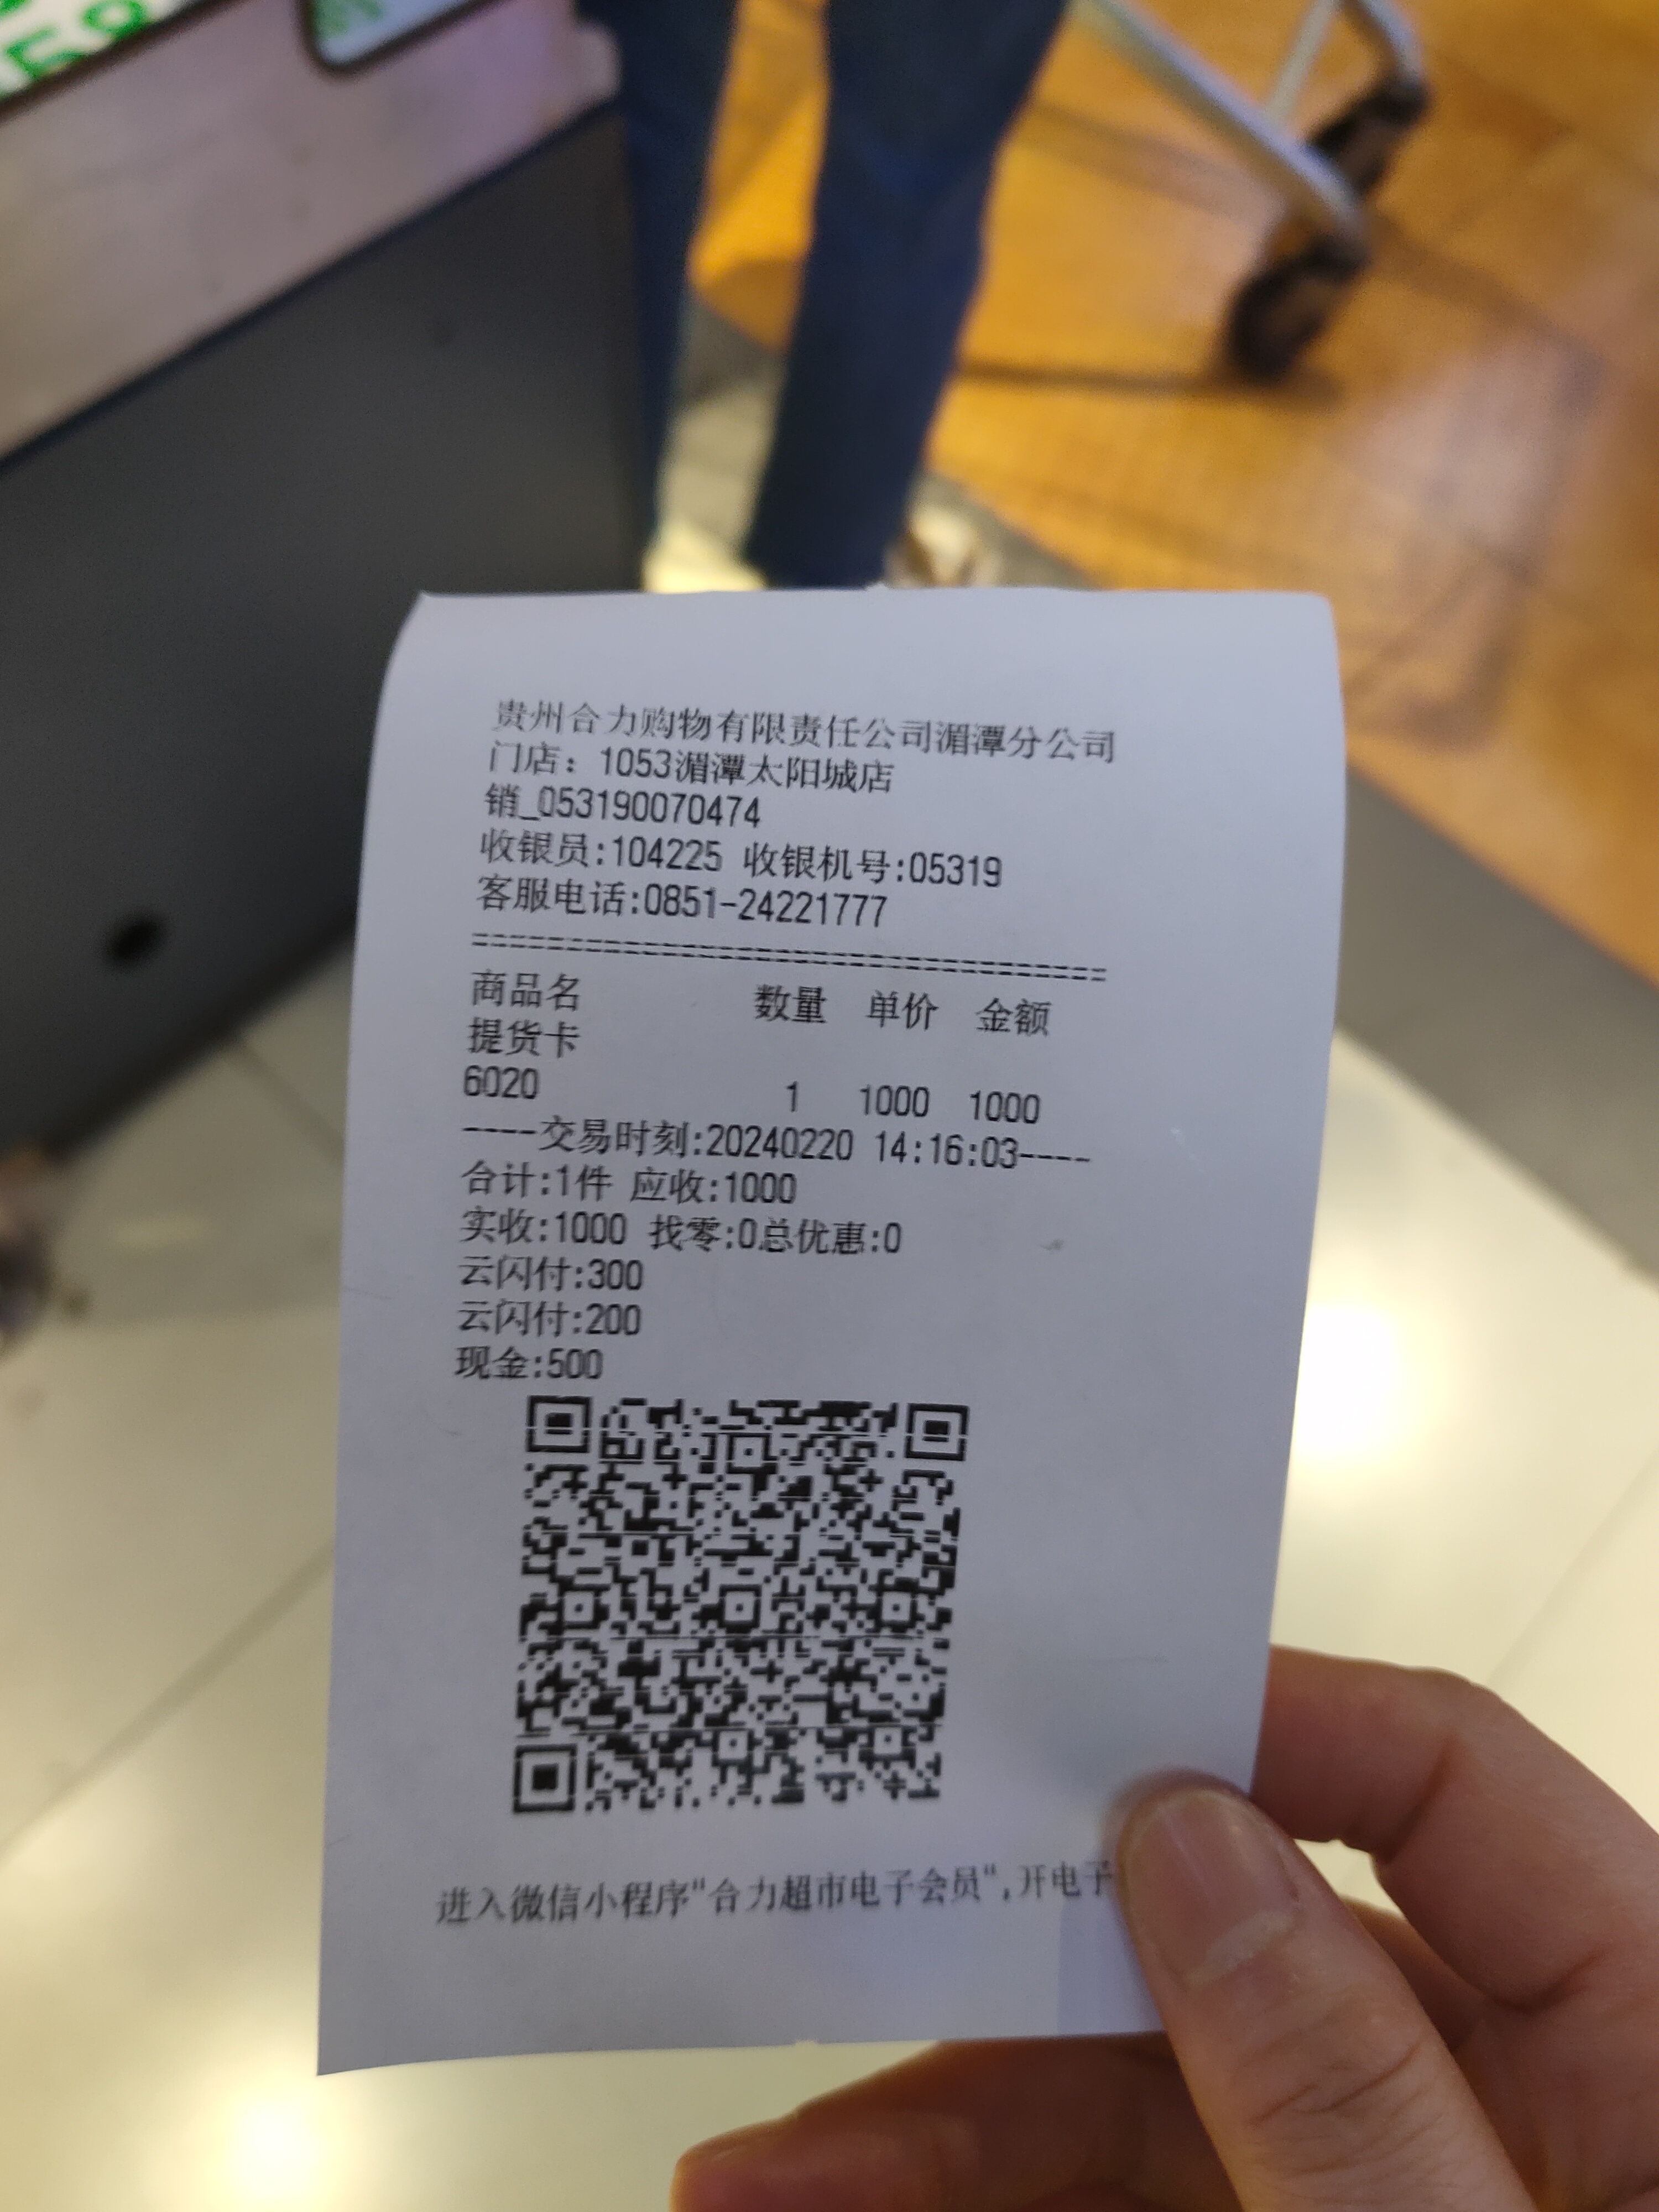 贵州合力购物有限责任公司湄潭分公司
门店：1053湄潭太阳城店
销_053190070474
收银员:104225 收银机号:05319
客服电话:0851-24221777
==================================
商品名 数量 单价 金额
提货卡
6020 1 1000 1000
----交易时刻:20240220 14:16:03----
合计:1件 应收:1000
实收:1000 找零:0总优惠:0
云闪付:300
云闪付:200
现金:500
进入微信小程序"合力超市电子会员",开电子